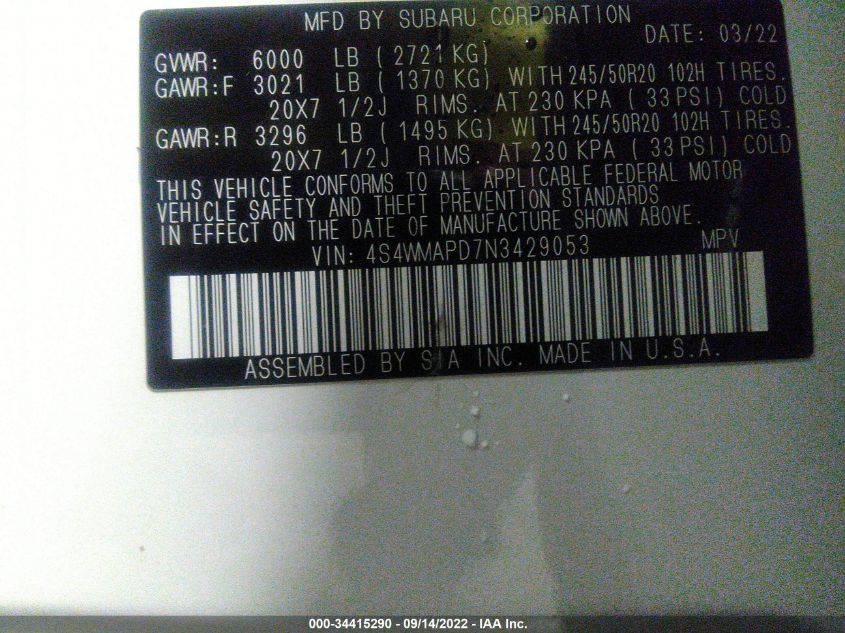 MFD BY SUBARU CORPORATION
DATE: 03/22
GVWR: 6000 LB ( 2721 KG)
GAWR:F 3021 LB ( 1370 KG) WITH 245/50R20 102H TIRES.
20X7 1/2J RIMS. AT 230 KPA ( 33 PSI) COLD
GAWR:R 3296 LB ( 1495 KG) WITH 245/50R20 102H TIRES.
20X7 1/2J RIMS. AT 230 KPA ( 33 PSI) COLD
THIS VEHICLE CONFORMS TO ALL APPLICABLE FEDERAL MOTOR
VEHICLE SAFETY AND THEFT PREVENTION STANDARDS
IN EFFECT ON THE DATE OF MANUFACTURE SHOWN ABOVE.
VIN: 4S4WMAPD7N3429053 MPV
ASSEMBLED BY SIA INC. MADE IN U.S.A.
000-34415290 - 09/14/2022 - IAA Inc.